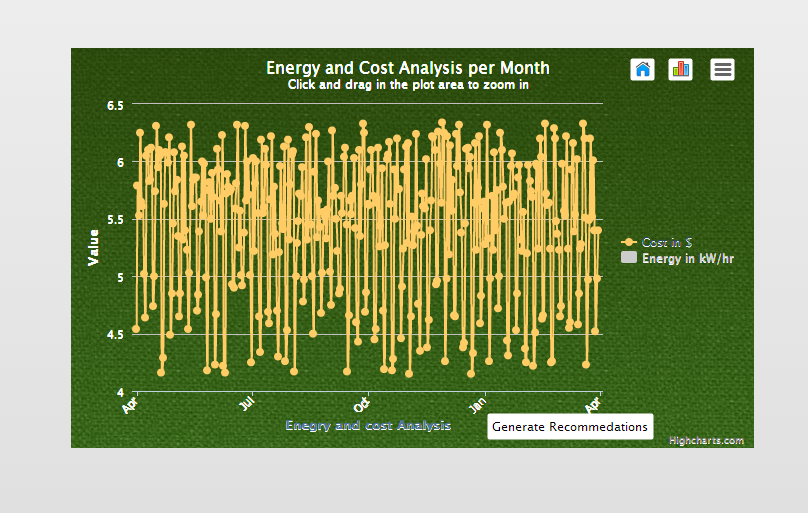 Energy and Cost Analysis per Month
Click and drag in the plot area to zoom in
6.5
6
5.5
5
4.5
4
Value
Apr
Jul
Oct
Jan
Apr
Cost in $
Energy in kW/hr
Enegry and cost Analysis
Generate Recommedations
Highcharts.com